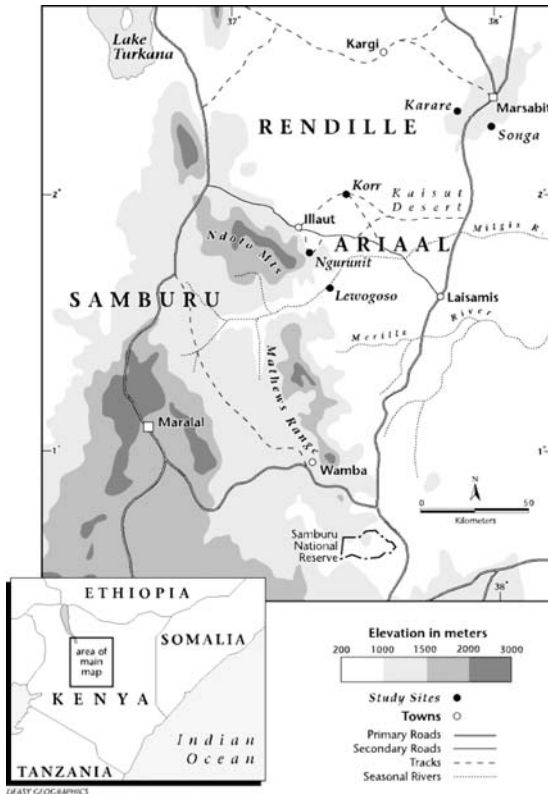 37°
38°
Lake
Turkana
Kargi
Karare
Marsabit
Songa
RENDILLE
Korr
2°
2°
Kaisut
Desert
Illaut
Milgis R.
Ndoto Mts
ARIAAL
Ngurunit
SAMBURU
Lewogoso
Laisamis
Merille
River
Mathews Range
Maralal
1°
1°
Wamba
N
0 50
Kilometers
Samburu
National
Reserve
38°
ETHIOPIA
SOMALIA
area of
main
map
KENYA
Indian
Ocean
TANZANIA
Elevation in meters
200 1000 1500 2000 3000
Study Sites
Towns
Primary Roads
Secondary Roads
Tracks
Seasonal Rivers
DEASY GEOGRAPHICS